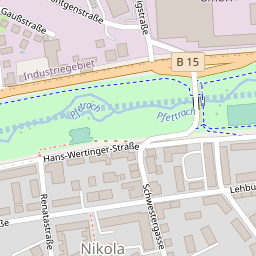 Gaußstraße
Industriegebiet
B 15
Pfettrach
Pfettrach
Hans-Wertinger-Straße
Renatastraße
Schwestergasse
Nikola